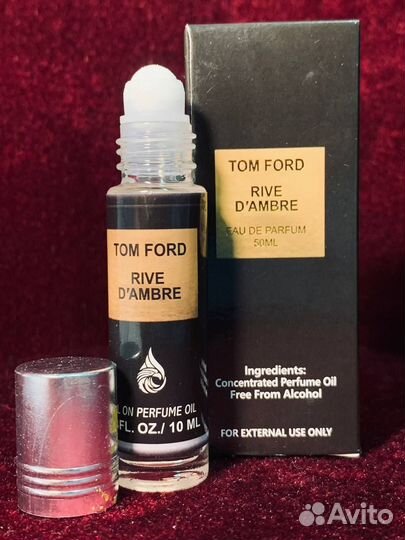 TOM FORD
RIVE
D'AMBRE
ON PERFUME OIL
FL. OZ./ 10 ML
TOM FORD
RIVE
D'AMBRE
EAU DE PARFUM
50ML
Ingredients:
Concentrated Perfume Oil
Free From Alcohol
FOR EXTERNAL USE ONLY
Avito